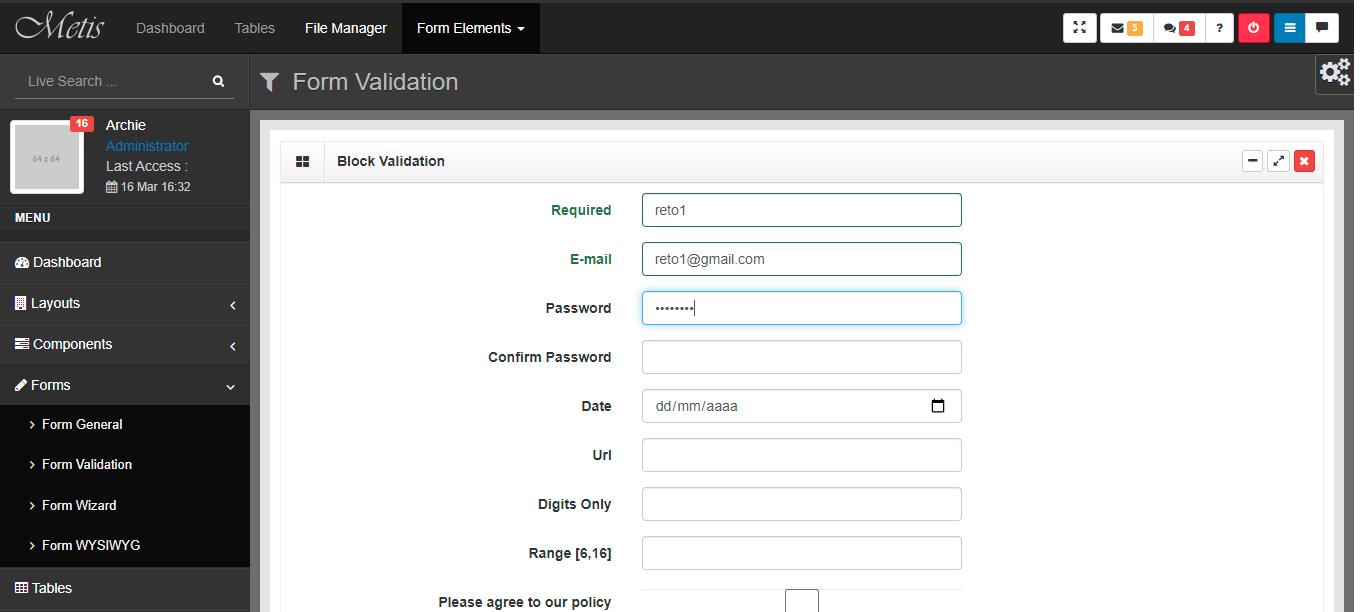 Metis Dashboard Tables File Manager Form Elements 5 4 ?
Live Search ...
Form Validation
64 x 64
16
Archie
Administrator
Last Access :
16 Mar 16:32
MENU
Dashboard
Layouts
Components
Forms
Form General
Form Validation
Form Wizard
Form WYSIWYG
Tables
Block Validation
Required reto1
E-mail reto1@gmail.com
Password ••••••••
Confirm Password
Date dd/mm/aaaa
Url
Digits Only
Range [6,16]
Please agree to our policy